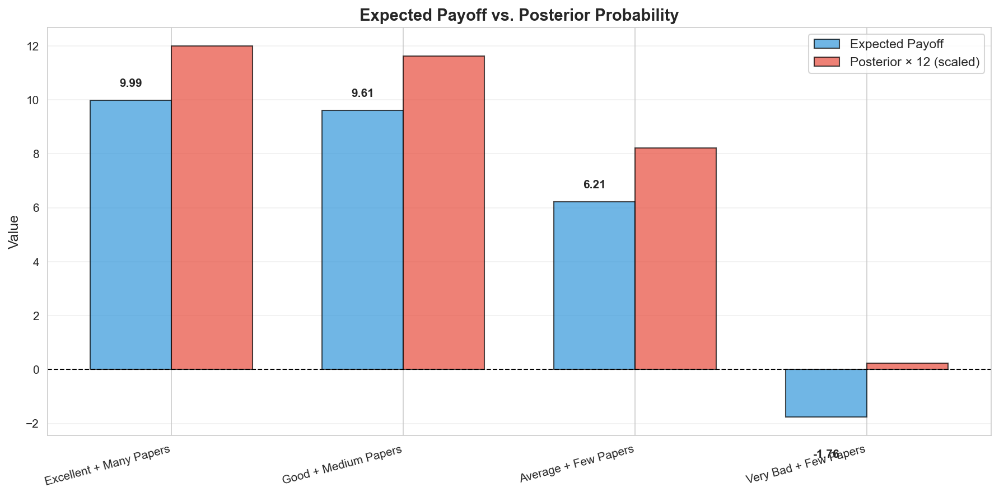 Expected Payoff vs. Posterior Probability
Expected Payoff
Posterior × 12 (scaled)
Value
12
10
8
6
4
2
0
−2
9.99
9.61
6.21
-1.76
Excellent + Many Papers
Good + Medium Papers
Average + Few Papers
Very Bad + Few Papers